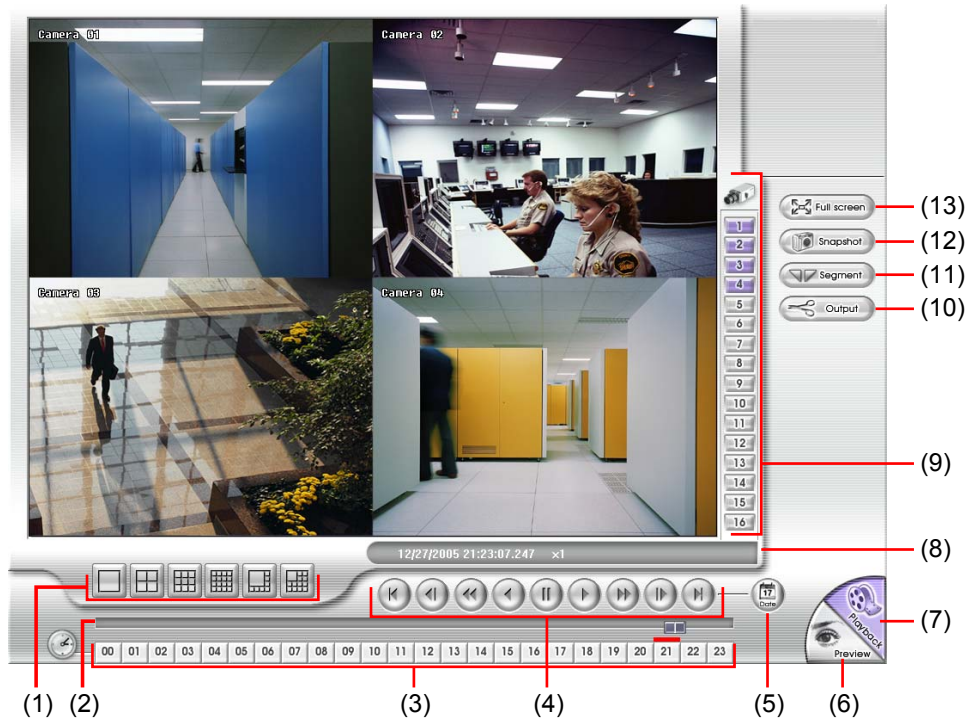 Camera 01
Camera 02
Camera 03
Camera 04
1
2
3
4
5
6
7
8
9
10
11
12
13
14
15
16
Full screen
(13)
Snapshot
(12)
Segment
(11)
Output
(10)
(9)
12/27/2005 21:23:07.247 x1
(8)
17
Date
Playback
(7)
Preview
00 01 02 03 04 05 06 07 08 09 10 11 12 13 14 15 16 17 18 19 20 21 22 23
(1) (2) (3) (4) (5) (6)